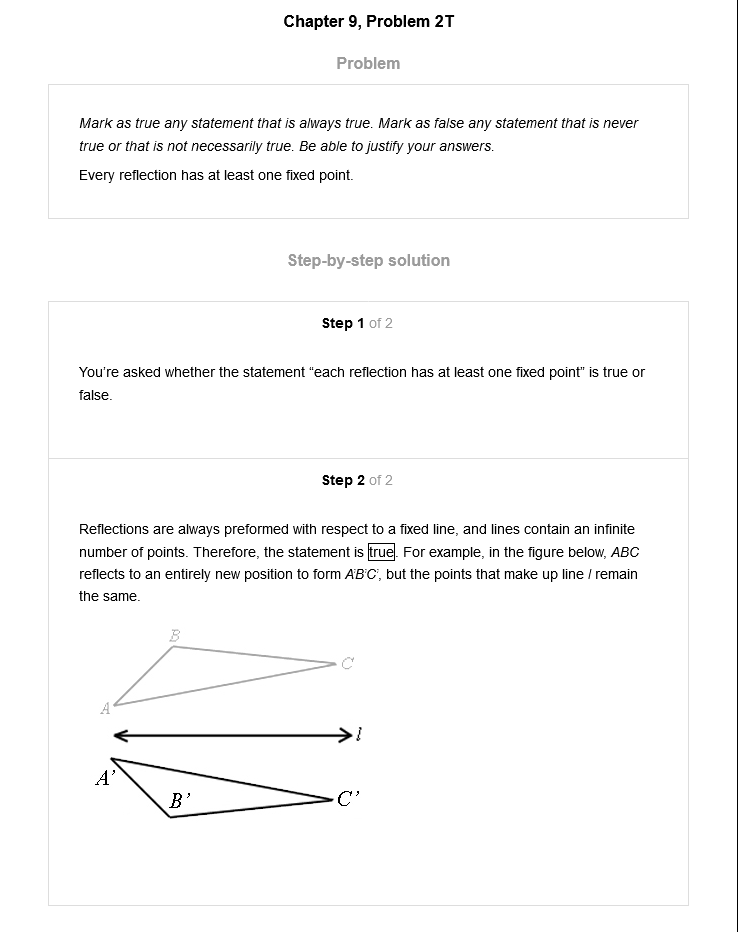 Chapter 9, Problem 2T
Problem
Mark as true any statement that is always true. Mark as false any statement that is never
true or that is not necessarily true. Be able to justify your answers.
Every reflection has at least one fixed point.
Step-by-step solution
Step 1 of 2
You're asked whether the statement “each reflection has at least one fixed point” is true or
false.
Step 2 of 2
Reflections are always preformed with respect to a fixed line, and lines contain an infinite
number of points. Therefore, the statement is true. For example, in the figure below, ABC
reflects to an entirely new position to form A'B'C', but the points that make up line l remain
the same.
B
C
A
l
A'
B'
C'